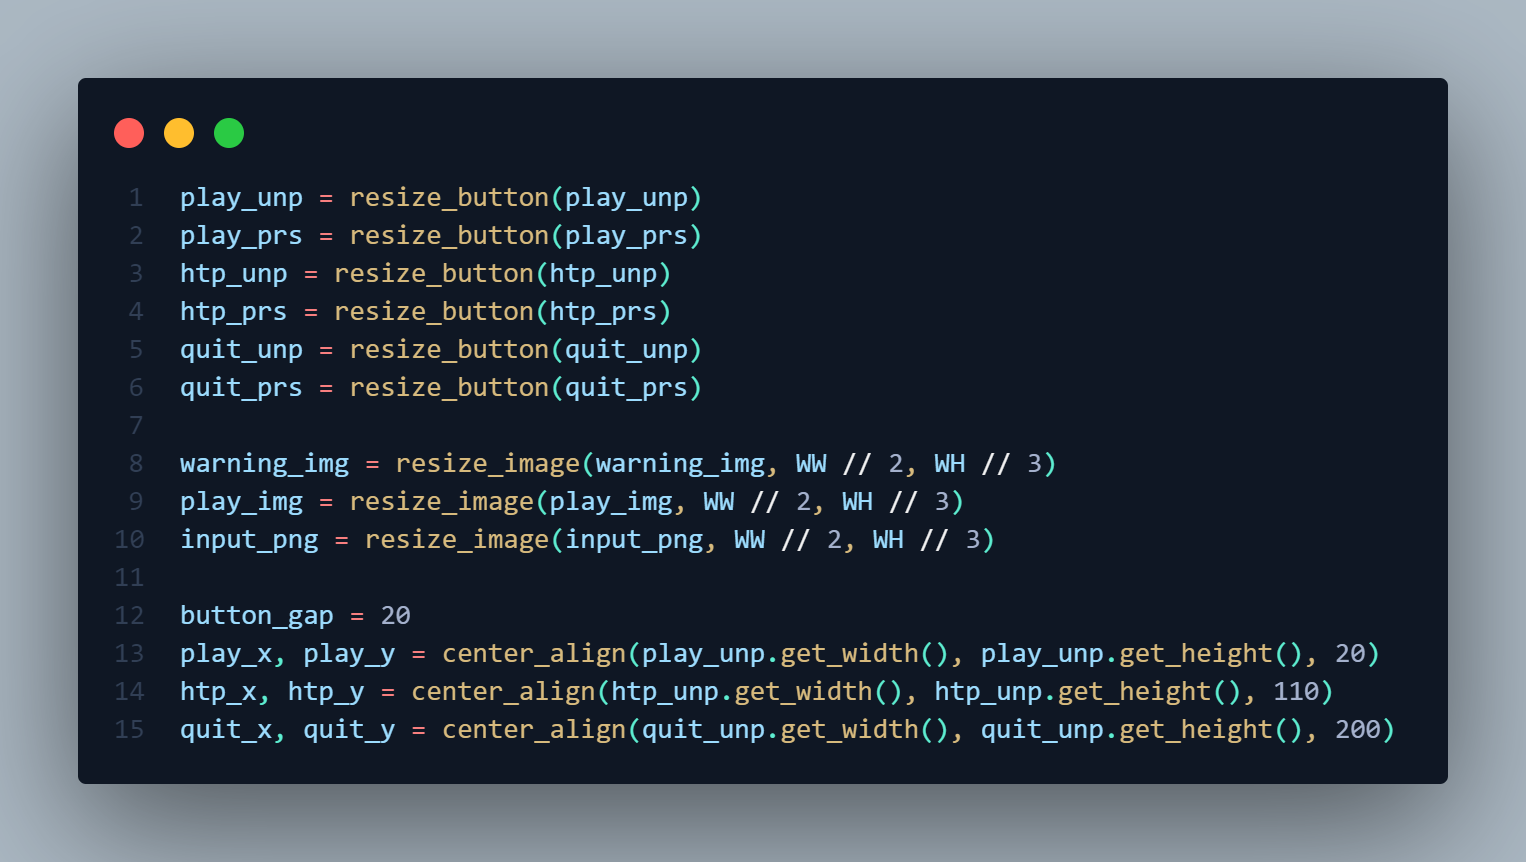 1 play_unp = resize_button(play_unp)
2 play_prs = resize_button(play_prs)
3 htp_unp = resize_button(htp_unp)
4 htp_prs = resize_button(htp_prs)
5 quit_unp = resize_button(quit_unp)
6 quit_prs = resize_button(quit_prs)
7
8 warning_img = resize_image(warning_img, WW // 2, WH // 3)
9 play_img = resize_image(play_img, WW // 2, WH // 3)
10 input_png = resize_image(input_png, WW // 2, WH // 3)
11
12 button_gap = 20
13 play_x, play_y = center_align(play_unp.get_width(), play_unp.get_height(), 20)
14 htp_x, htp_y = center_align(htp_unp.get_width(), htp_unp.get_height(), 110)
15 quit_x, quit_y = center_align(quit_unp.get_width(), quit_unp.get_height(), 200)